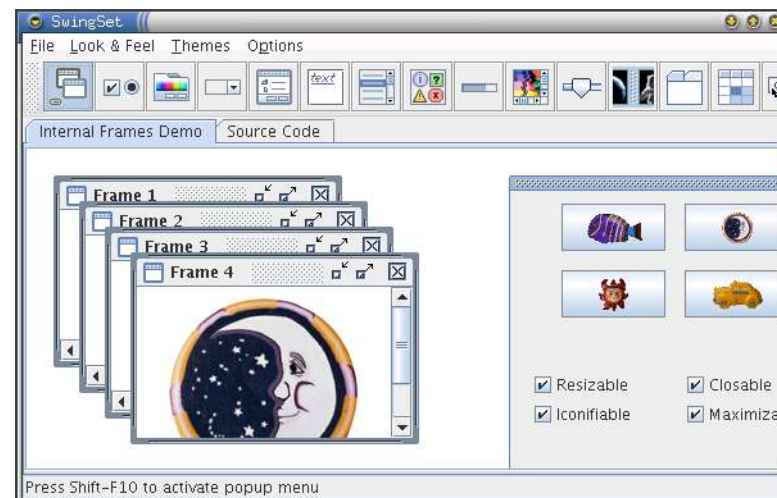 SwingSet
File Look & Feel Themes Options
text
Internal Frames Demo Source Code
Frame 1
Frame 2
Frame 3
Frame 4
Resizable Closable
Iconifiable Maximiza
Press Shift-F10 to activate popup menu